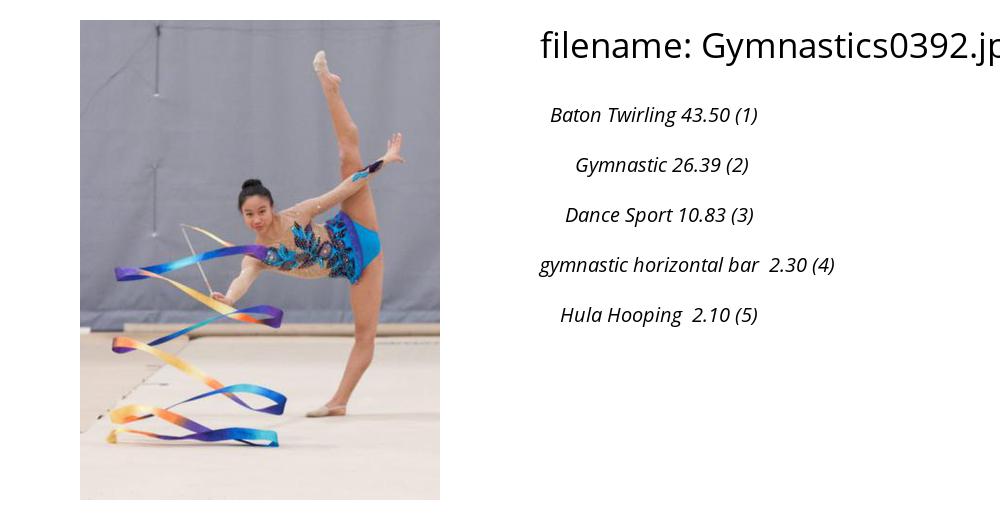 filename: Gymnastics0392.jp
Baton Twirling 43.50 (1)
Gymnastic 26.39 (2)
Dance Sport 10.83 (3)
gymnastic horizontal bar 2.30 (4)
Hula Hooping 2.10 (5)